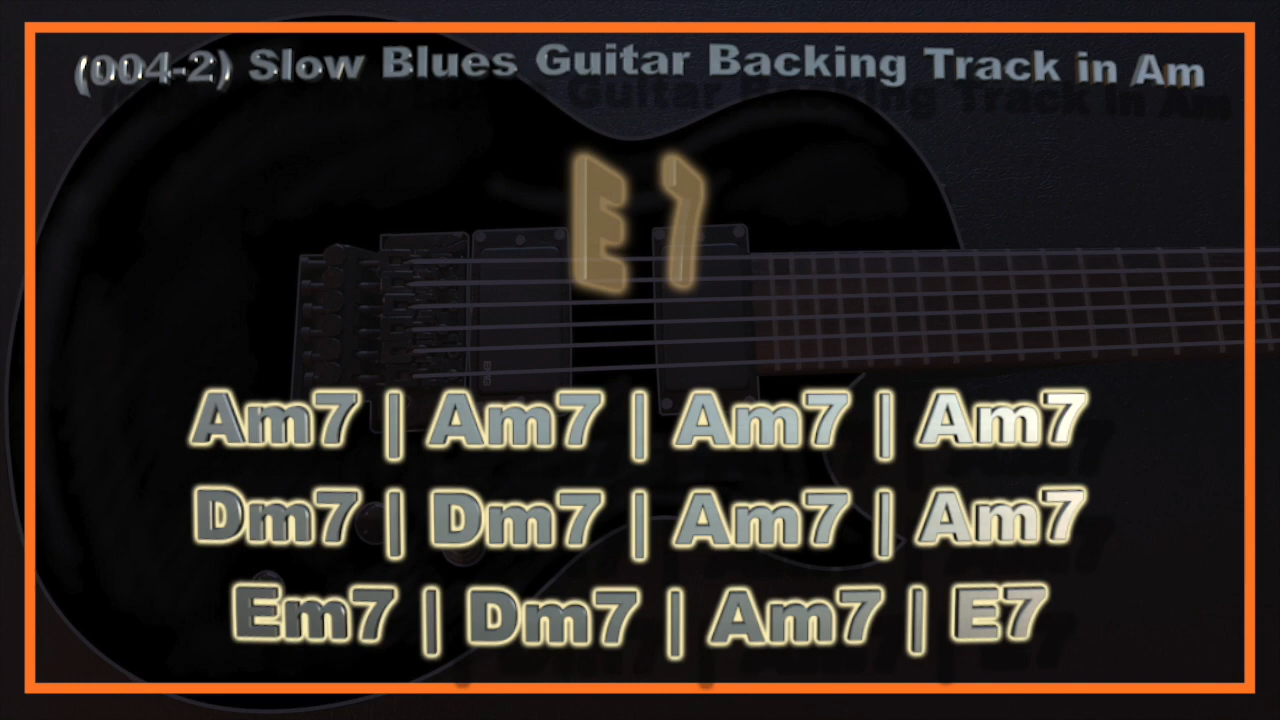 (004-2) Slow Blues Guitar Backing Track in Am
E7
Am7 | Am7 | Am7 | Am7
Dm7 | Dm7 | Am7 | Am7
Em7 | Dm7 | Am7 | E7